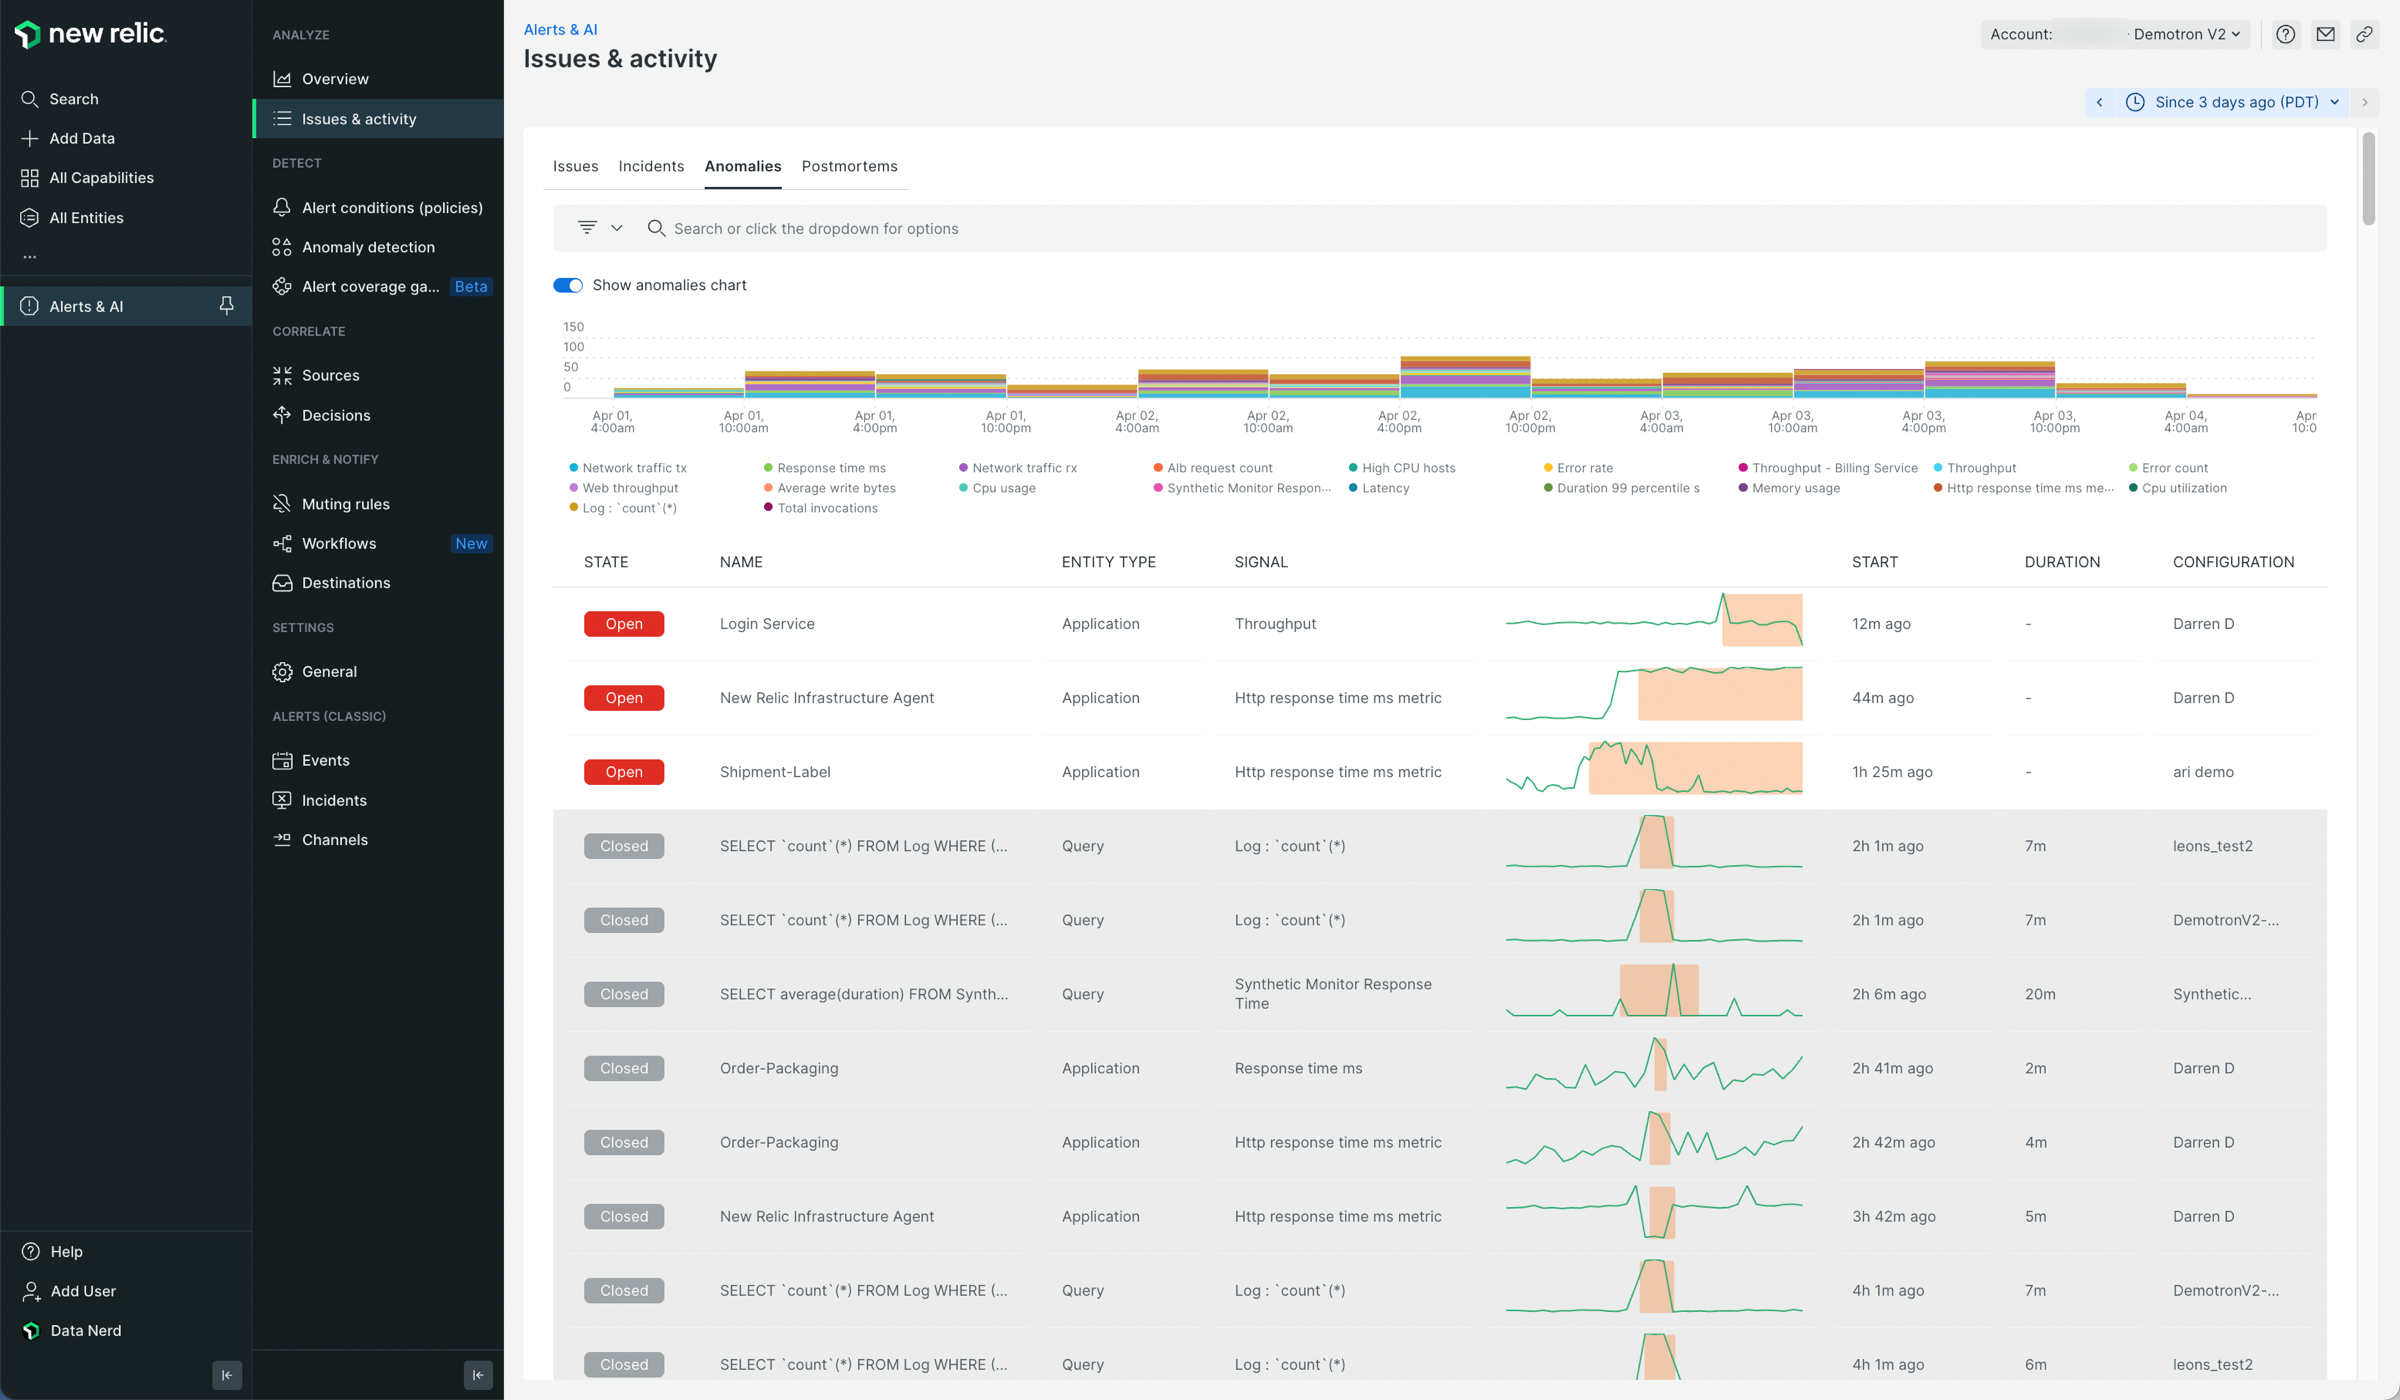 new relic.
Search
Add Data
All Capabilities
All Entities
...
Alerts & AI
Help
Add User
Data Nerd
ANALYZE
Overview
Issues & activity
DETECT
Alert conditions (policies)
Anomaly detection
Alert coverage ga... Beta
CORRELATE
Sources
Decisions
ENRICH & NOTIFY
Muting rules
Workflows New
Destinations
SETTINGS
General
ALERTS (CLASSIC)
Events
Incidents
Channels
Alerts & AI
Issues & activity
Account: · Demotron V2
Since 3 days ago (PDT)
Issues Incidents Anomalies Postmortems
Search or click the dropdown for options
Show anomalies chart
150
100
50
0
Apr 01, Apr 01, Apr 01, Apr 01, Apr 02, Apr 02, Apr 02, Apr 02, Apr 03, Apr 03, Apr 03, Apr 03, Apr 04, Apr
4:00am 10:00am 4:00pm 10:00pm 4:00am 10:00am 4:00pm 10:00pm 4:00am 10:00am 4:00pm 10:00pm 4:00am 10:0
Network traffic tx Response time ms Network traffic rx Alb request count High CPU hosts Error rate Throughput - Billing Service Throughput Error count
Web throughput Average write bytes Cpu usage Synthetic Monitor Respon... Latency Duration 99 percentile s Memory usage Http response time ms me... Cpu utilization
Log : `count`(*) Total invocations
STATE NAME ENTITY TYPE SIGNAL START DURATION CONFIGURATION
Open Login Service Application Throughput 12m ago - Darren D
Open New Relic Infrastructure Agent Application Http response time ms metric 44m ago - Darren D
Open Shipment-Label Application Http response time ms metric 1h 25m ago - ari demo
Closed SELECT `count`(*) FROM Log WHERE (... Query Log : `count`(*) 2h 1m ago 7m leons_test2
Closed SELECT `count`(*) FROM Log WHERE (... Query Log : `count`(*) 2h 1m ago 7m DemotronV2-...
Closed SELECT average(duration) FROM Synth... Query Synthetic Monitor Response 2h 6m ago 20m Synthetic...
Time
Closed Order-Packaging Application Response time ms 2h 41m ago 2m Darren D
Closed Order-Packaging Application Http response time ms metric 2h 42m ago 4m Darren D
Closed New Relic Infrastructure Agent Application Http response time ms metric 3h 42m ago 5m Darren D
Closed SELECT `count`(*) FROM Log WHERE (... Query Log : `count`(*) 4h 1m ago 7m DemotronV2-...
Closed SELECT `count`(*) FROM Log WHERE (... Query Log : `count`(*) 4h 1m ago 6m leons_test2